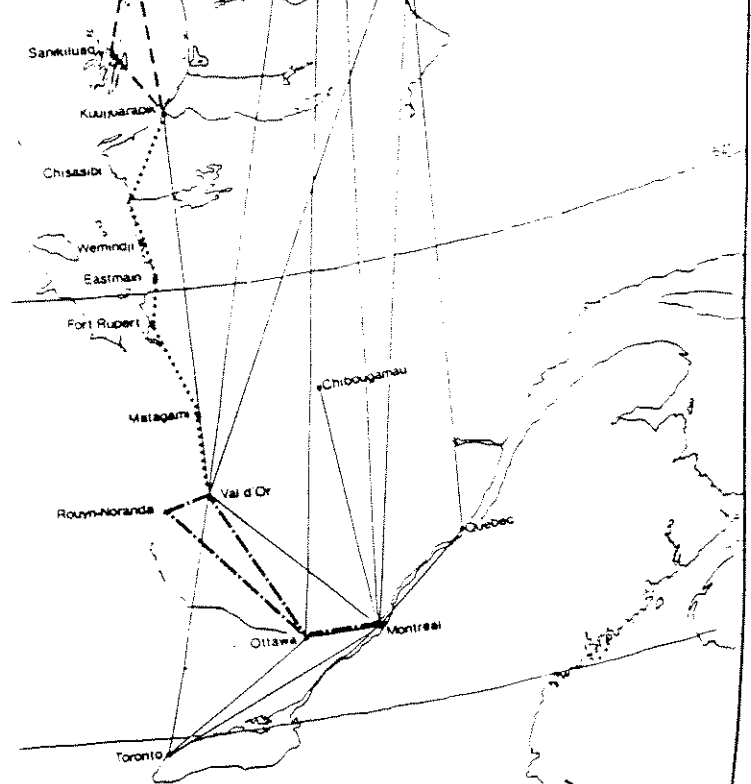 Sanikiluaq
Kuujjuarapik
Chisasibi
Wemindji
Eastmain
Fort Rupert
Chibougamau
Matagami
Val d'Or
Rouyn-Noranda
Quebec
Ottawa
Montreal
Toronto